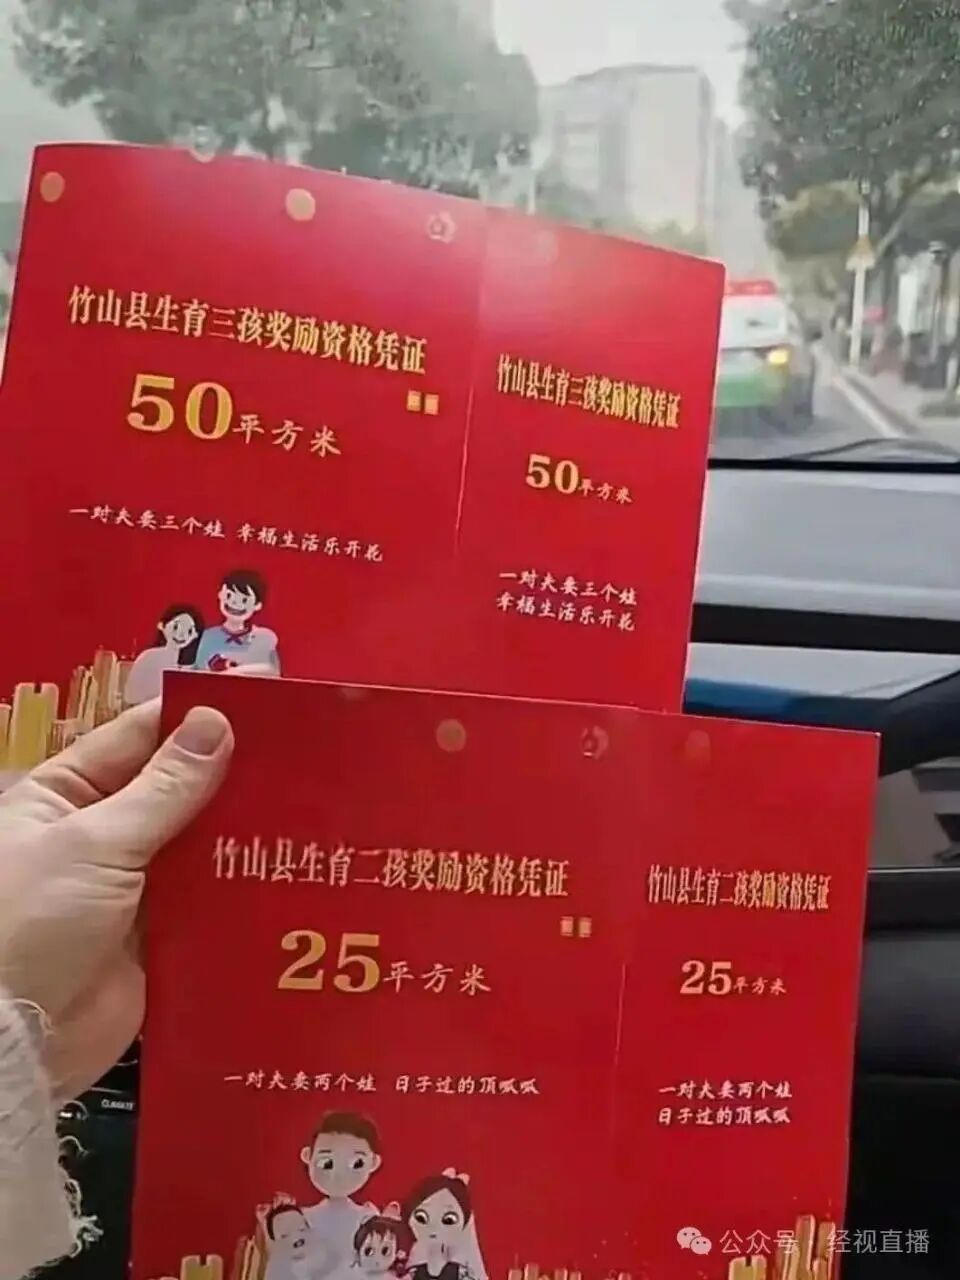 竹山县生育三孩奖励资格凭证
50平方米
一对夫妻三个娃 幸福生活乐开花
竹山县生育三孩奖励资格凭证
50平方米
一对夫妻三个娃
幸福生活乐开花
竹山县生育二孩奖励资格凭证
25平方米
一对夫妻两个娃 日子过的顶呱呱
竹山县生育二孩奖励资格凭证
25平方米
一对夫妻两个娃
日子过的顶呱呱
CLIMATE
公众号 · 经视直播